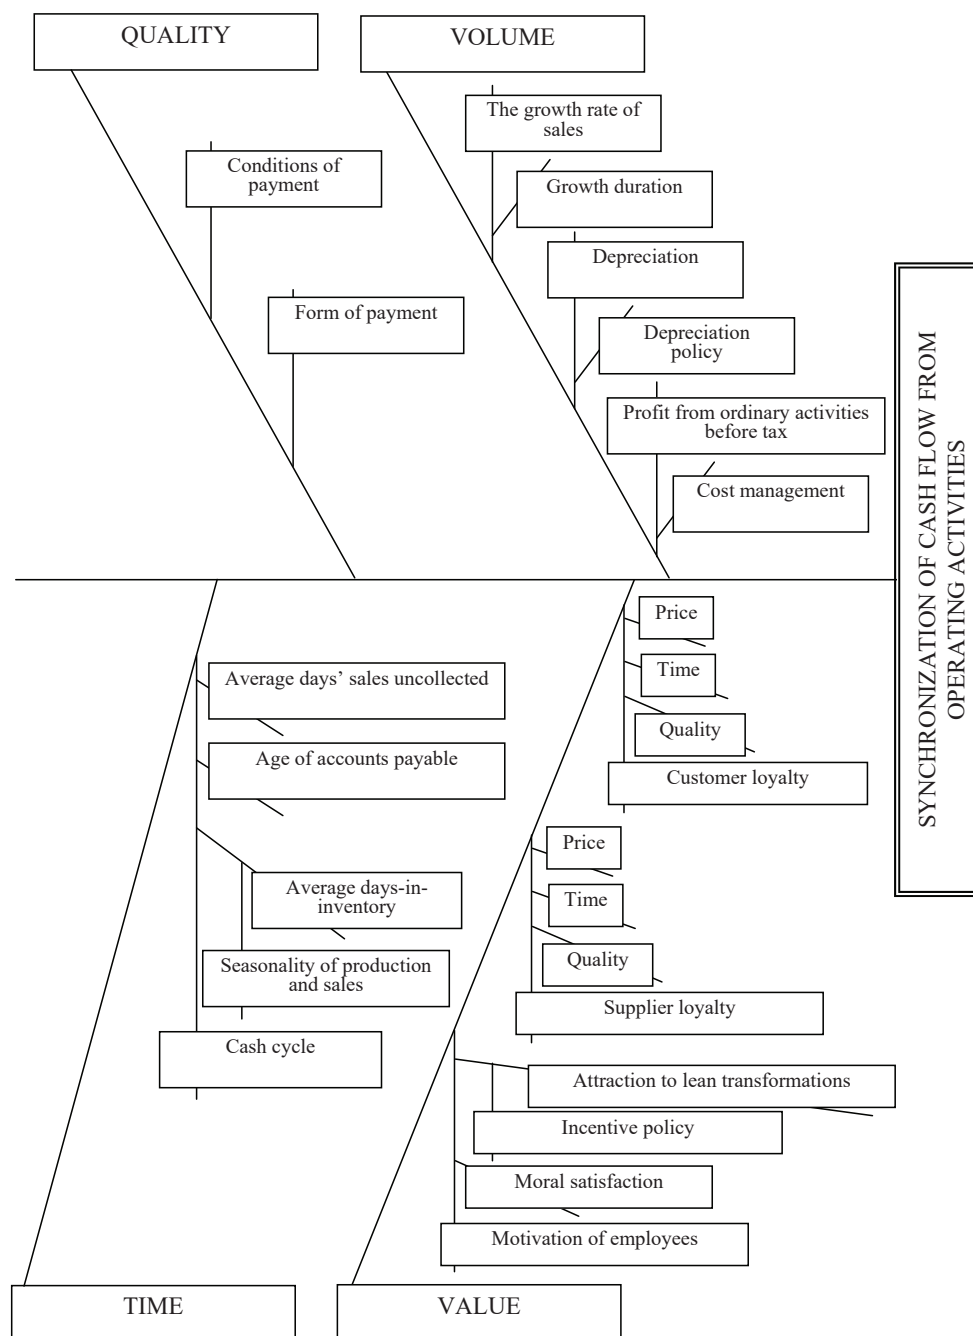 QUALITY
VOLUME
The growth rate of
sales
Conditions of
payment
Growth duration
Depreciation
Form of payment
Depreciation
policy
Profit from ordinary activities
before tax
Cost management
SYNCHRONIZATION OF CASH FLOW FROM
OPERATING ACTIVITIES
Price
Time
Quality
Customer loyalty
Average days’ sales uncollected
Age of accounts payable
Average days-in-
inventory
Seasonality of production
and sales
Cash cycle
Price
Time
Quality
Supplier loyalty
Attraction to lean transformations
Incentive policy
Moral satisfaction
Motivation of employees
TIME
VALUE